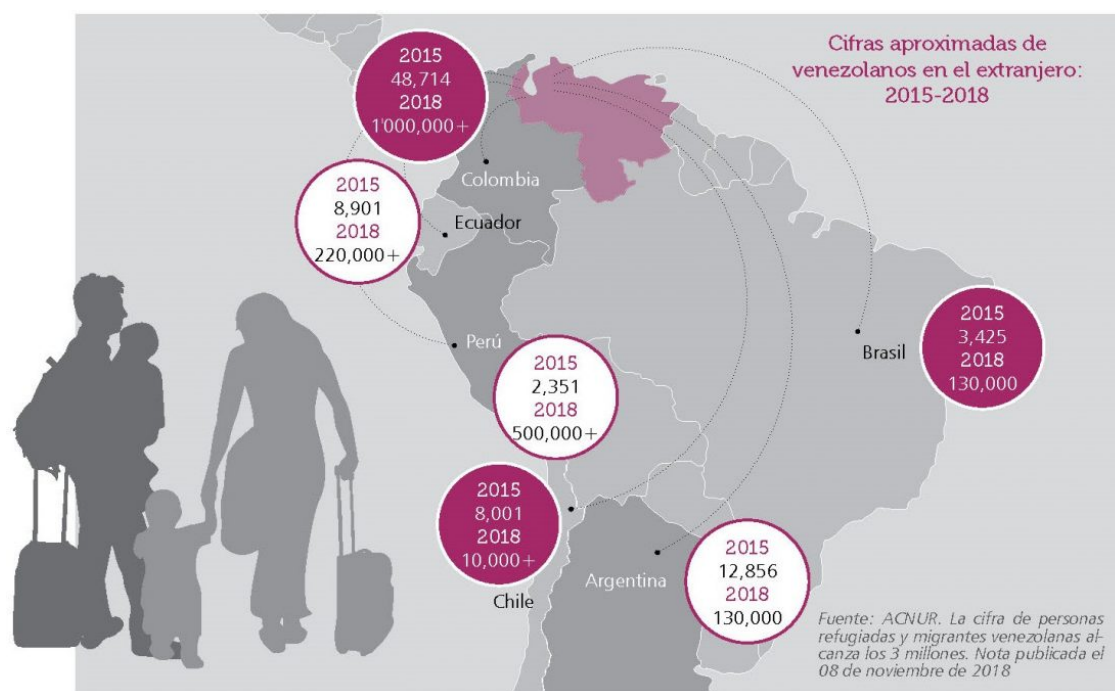 Cifras aproximadas de
venezolanos en el extranjero:
2015-2018
2015
48,714
2018
1'000,000+
Colombia
2015
8,901
2018
220,000+
Ecuador
Perú
2015
2,351
2018
500,000+
Brasil
2015
3,425
2018
130,000
2015
8,001
2018
10,000+
Chile
Argentina
2015
12,856
2018
130,000
Fuente: ACNUR. La cifra de personas
refugiadas y migrantes venezolanas al-
canza los 3 millones. Nota publicada el
08 de noviembre de 2018